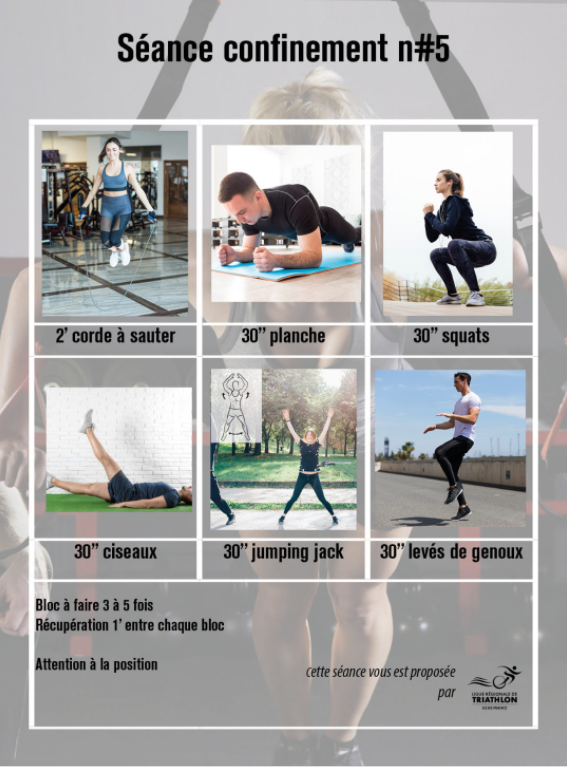 Séance confinement n#5
2' corde à sauter
30" planche
30" squats
30" ciseaux
30" jumping jack
30" levés de genoux
Bloc à faire 3 à 5 fois
Récupération 1' entre chaque bloc
Attention à la position
cette séance vous est proposée
par
LIGUE RÉGIONALE DE
TRIATHLON